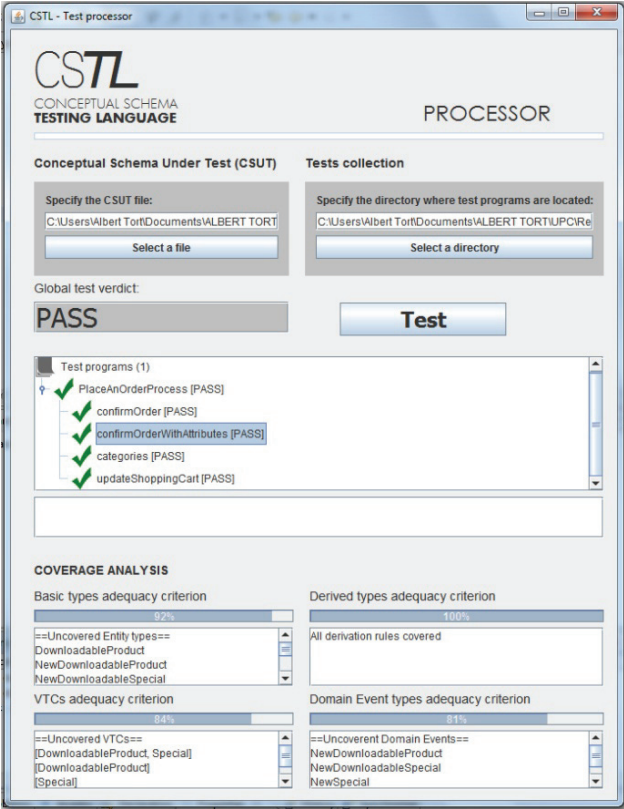 CSTL - Test processor
CSTL
CONCEPTUAL SCHEMA
TESTING LANGUAGE
PROCESSOR
Conceptual Schema Under Test (CSUT)
Tests collection
Specify the CSUT file:
Specify the directory where test programs are located:
C:\Users\Albert Tort\Documents\ALBERT TORT
C:\Users\Albert Tort\Documents\ALBERT TORT\UPC\Re
Select a file
Select a directory
Global test verdict:
PASS
Test
Test programs (1)
PlaceAnOrderProcess [PASS]
confirmOrder [PASS]
confirmOrderWithAttributes [PASS]
categories [PASS]
updateShoppingCart [PASS]
COVERAGE ANALYSIS
Basic types adequacy criterion
Derived types adequacy criterion
92%
100%
==Uncovered Entity types==
DownloadableProduct
NewDownloadableProduct
NewDownloadableSpecial
All derivation rules covered
VTCs adequacy criterion
Domain Event types adequacy criterion
84%
81%
==Uncovered VTCs==
[DownloadableProduct, Special]
[DownloadableProduct]
[Special]
==Uncoverent Domain Events==
NewDownloadableProduct
NewDownloadableSpecial
NewSpecial